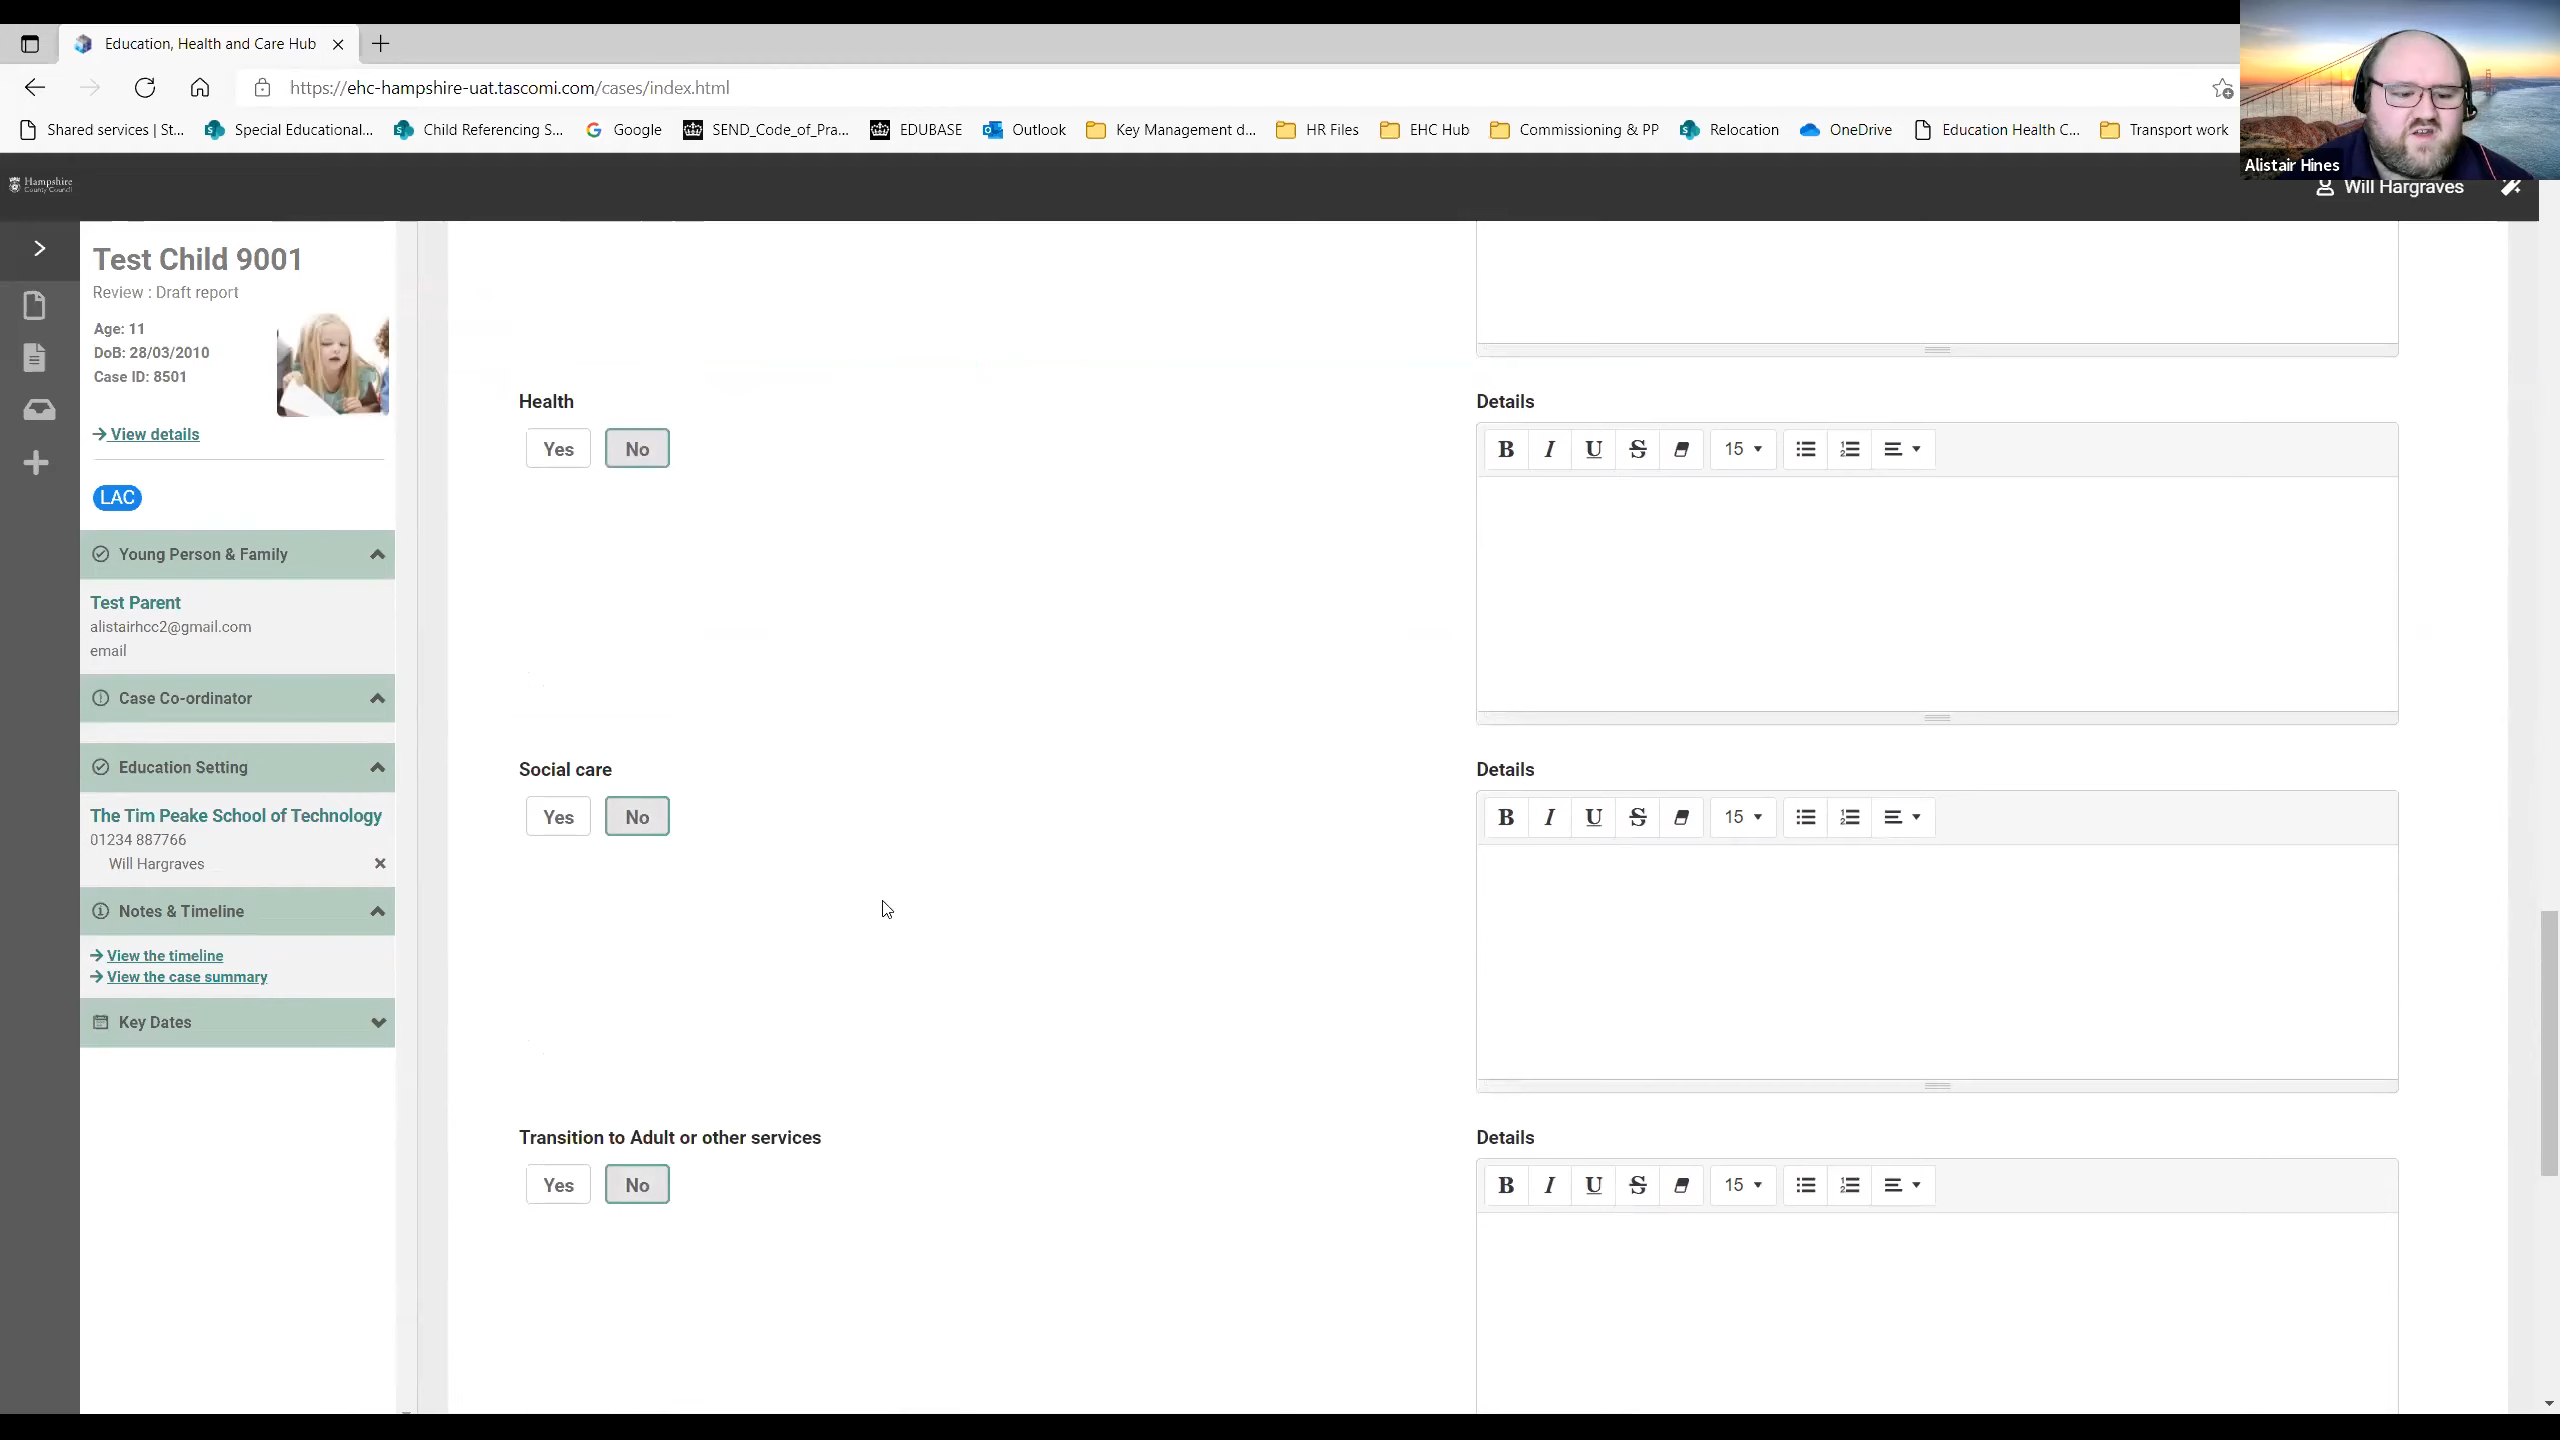 Education, Health and Care Hub
https://ehc-hampshire-uat.tascomi.com/cases/index.html
Shared services | St... Special Educational... Child Referencing S... Google SEND_Code_of_Pra... EDUBASE Outlook Key Management d... HR Files EHC Hub Commissioning & PP Relocation OneDrive Education Health C... Transport work
Alistair Hines
Hampshire
County Council
Will Hargraves
Test Child 9001
Review : Draft report
Age: 11
DoB: 28/03/2010
Case ID: 8501
View details
LAC
Young Person & Family
Test Parent
alistairhcc2@gmail.com
email
Case Co-ordinator
Education Setting
The Tim Peake School of Technology
01234 887766
Will Hargraves
Notes & Timeline
View the timeline
View the case summary
Key Dates
Health
Yes No
Details
B I U S 15
Social care
Yes No
Details
B I U S 15
Transition to Adult or other services
Yes No
Details
B I U S 15